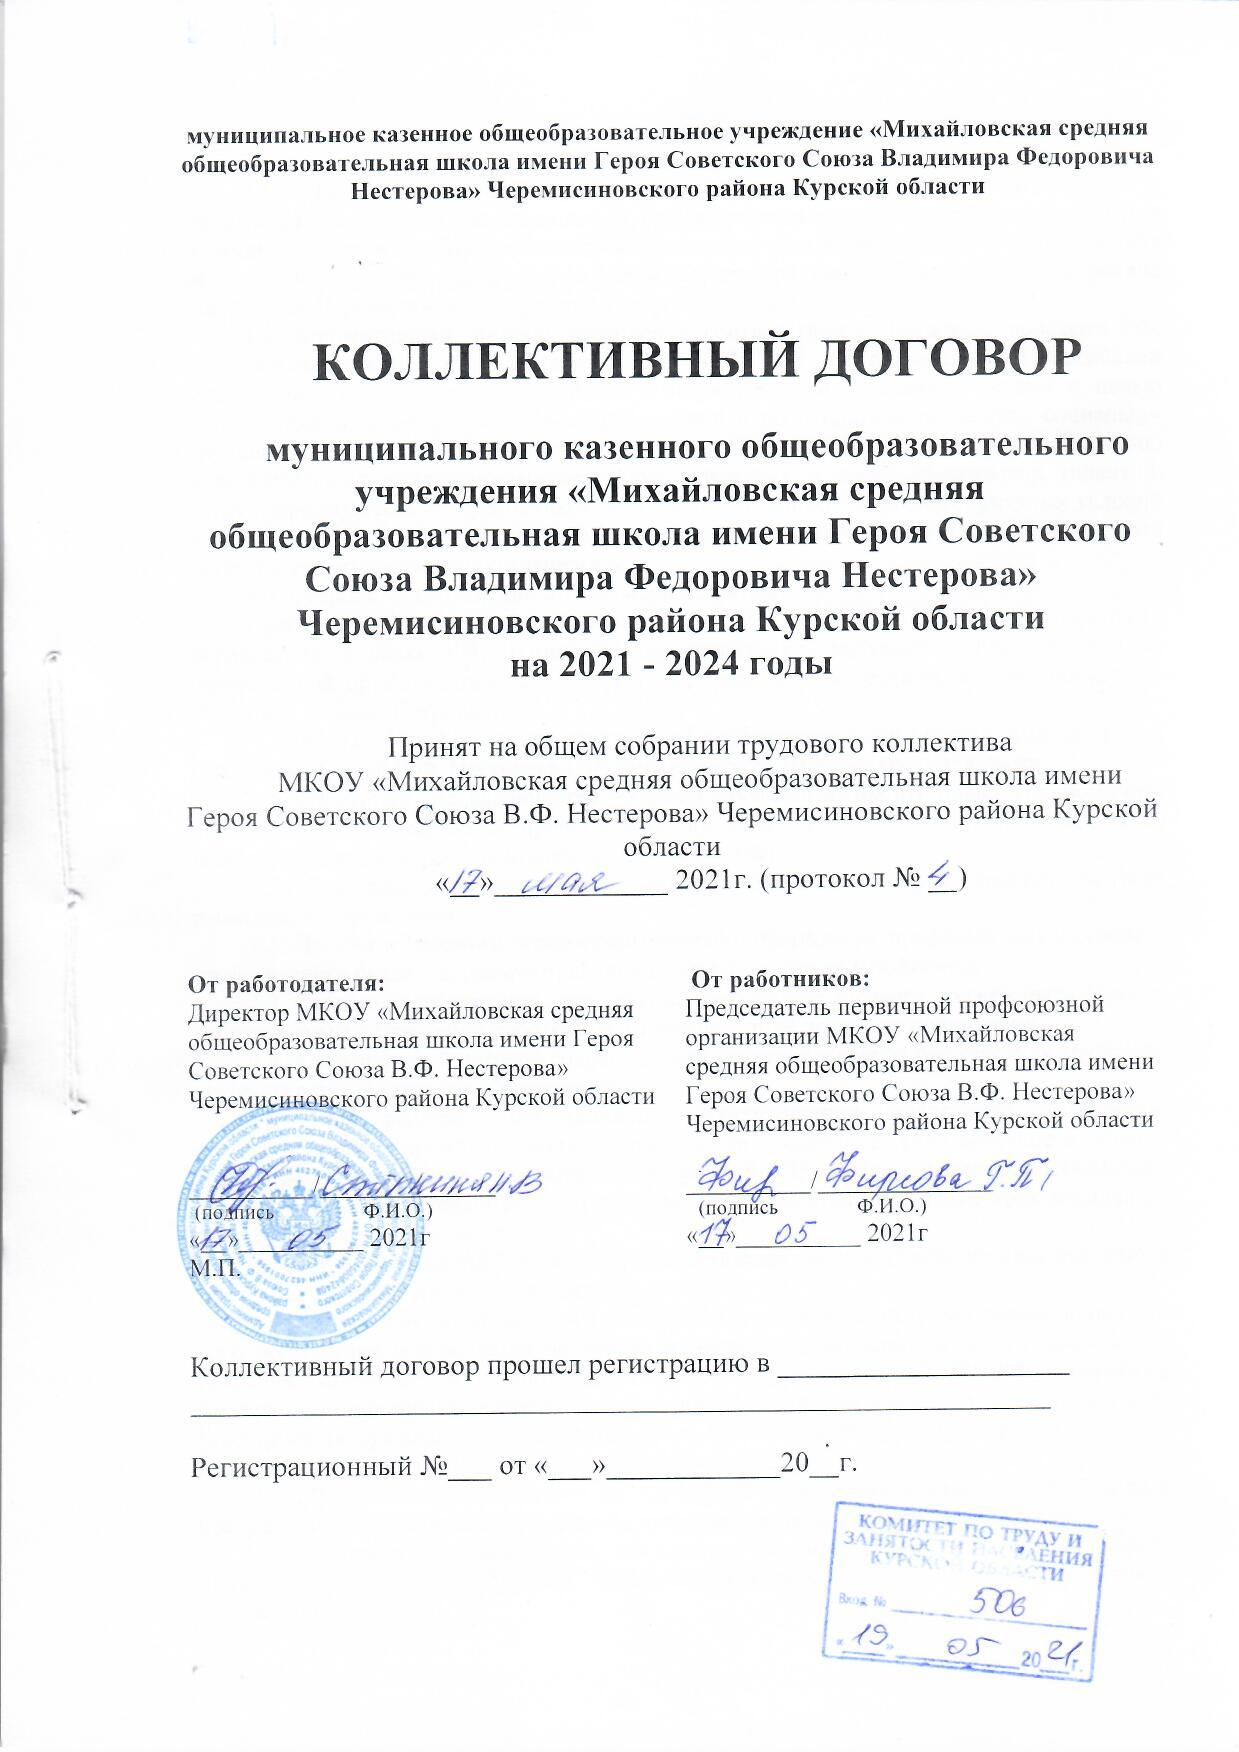 муниципальное казенное общеобразовательное учреждение «Михайловская средняя
общеобразовательная школа имени Героя Советского Союза Владимира Федоровича
Нестерова» Черемисиновского района Курской области
КОЛЛЕКТИВНЫЙ ДОГОВОР
муниципального казенного общеобразовательного
учреждения «Михайловская средняя
общеобразовательная школа имени Героя Советского
Союза Владимира Федоровича Нестерова»
Черемисиновского района Курской области
на 2021 - 2024 годы
Принят на общем собрании трудового коллектива
МКОУ «Михайловская средняя общеобразовательная школа имени
Героя Советского Союза В.Ф. Нестерова» Черемисиновского района Курской
области
«17» мая 2021г. (протокол № 4)
От работодателя:
Директор МКОУ «Михайловская средняя
общеобразовательная школа имени Героя
Советского Союза В.Ф. Нестерова»
Черемисиновского района Курской области
(подпись Ф.И.О.)
«17» 05 2021г
М.П.
От работников:
Председатель первичной профсоюзной
организации МКОУ «Михайловская
средняя общеобразовательная школа имени
Героя Советского Союза В.Ф. Нестерова»
Черемисиновского района Курской области
Фир / Фирсова Г.П.
(подпись Ф.И.О.)
«17» 05 2021г
Коллективный договор прошел регистрацию в ____________________
Регистрационный №___ от «___»____________20__г.
КОМИТЕТ ПО ТРУДУ И
ЗАНЯТОСТИ НАСЕЛЕНИЯ
КУРСКОЙ ОБЛАСТИ
Вход. № 506
«19» 05 2021г.